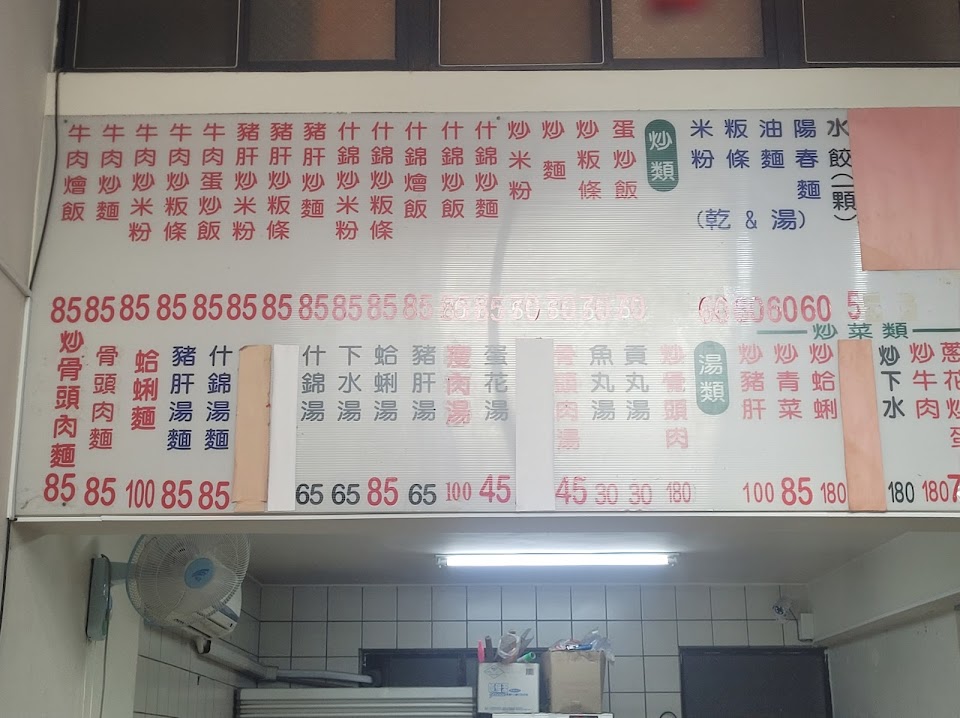 水餃(一顆)
陽春麵
油麵
粄條
米粉
(乾 & 湯)
炒類
蛋炒飯
炒粄條
炒麵
炒米粉
什錦炒麵
什錦炒飯
什錦燴飯
什錦炒粄條
什錦炒米粉
豬肝炒麵
豬肝炒粄條
豬肝炒米粉
牛肉蛋炒飯
牛肉炒粄條
牛肉炒米粉
牛肉炒麵
牛肉燴飯
85 85 85 85 85 85 85 85 85 85 85 60 60 60 60 5
炒菜類
炒牛肉 180
炒下水 180
炒蛤蜊 180
炒青菜 85
炒豬肝 100
湯類
炒骨頭肉 180
貢丸湯 30
魚丸湯 30
骨頭肉湯 45
蛋花湯 45
瘦肉湯 100
豬肝湯 65
蛤蜊湯 85
下水湯 65
什錦湯 65
什錦湯麵 85
豬肝湯麵 85
蛤蜊麵 100
骨頭肉麵 85
炒骨頭肉麵 85